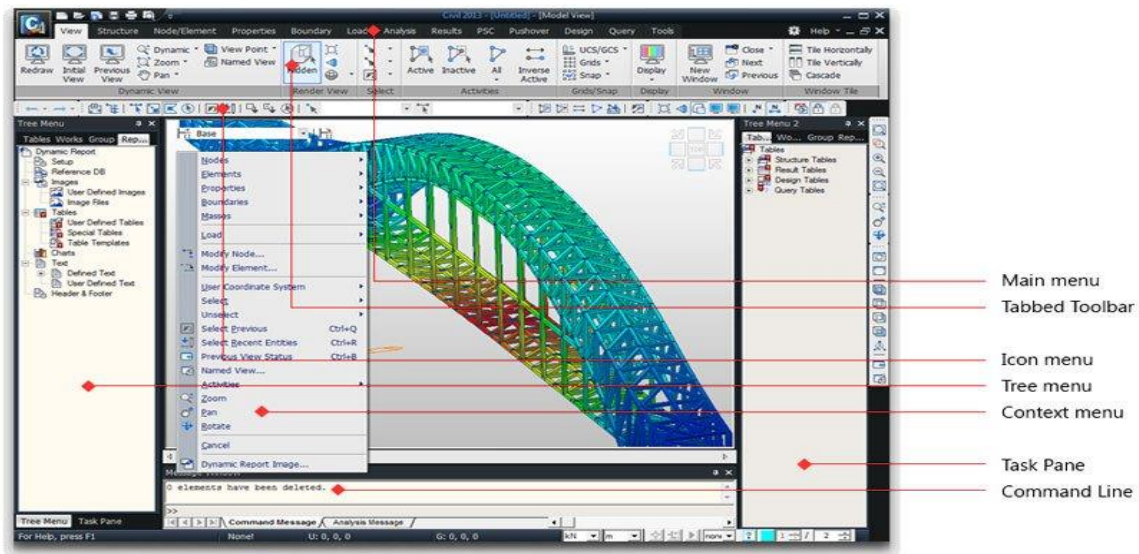 Civil 2013 - [Untitled] - [Model View]
View Structure Node/Element Properties Boundary Load Analysis Results PSC Pushover Design Query Tools Help
Redraw Initial View Previous View Dynamic Zoom Pan View Point Named View Hidden Active Inactive All Inverse Active UCS/GCS Grids Snap Display New Window Close Next Previous Tile Horizontally Tile Vertically Cascade
Dynamic View Render View Select Activities Grids/Snap Display Window Window Tile
Tree Menu
Tables Works Group Rep...
Dynamic Report
Setup
Reference DB
Images
User Defined Images
Image Files
Tables
User Defined Tables
Special Tables
Table Templates
Charts
Text
Defined Text
User Defined Text
Header & Footer
Base
Nodes
Elements
Properties
Boundaries
Masses
Load
Modify Node...
Modify Element...
User Coordinate System
Select
Unselect
Select Previous Ctrl+Q
Select Recent Entities Ctrl+R
Previous View Status Ctrl+B
Named View...
Activities
Zoom
Pan
Rotate
Cancel
Dynamic Report Image...
TOP
Tree Menu 2
Tab... Wo... Group Rep...
Tables
Structure Tables
Result Tables
Design Tables
Query Tables
Main menu
Tabbed Toolbar
Icon menu
Tree menu
Context menu
Task Pane
Command Line
0 elements have been deleted.
>>
Tree Menu Task Pane
Command Message Analysis Message
For Help, press F1 None! U: 0, 0, 0 G: 0, 0, 0 kN m non 1 / 2